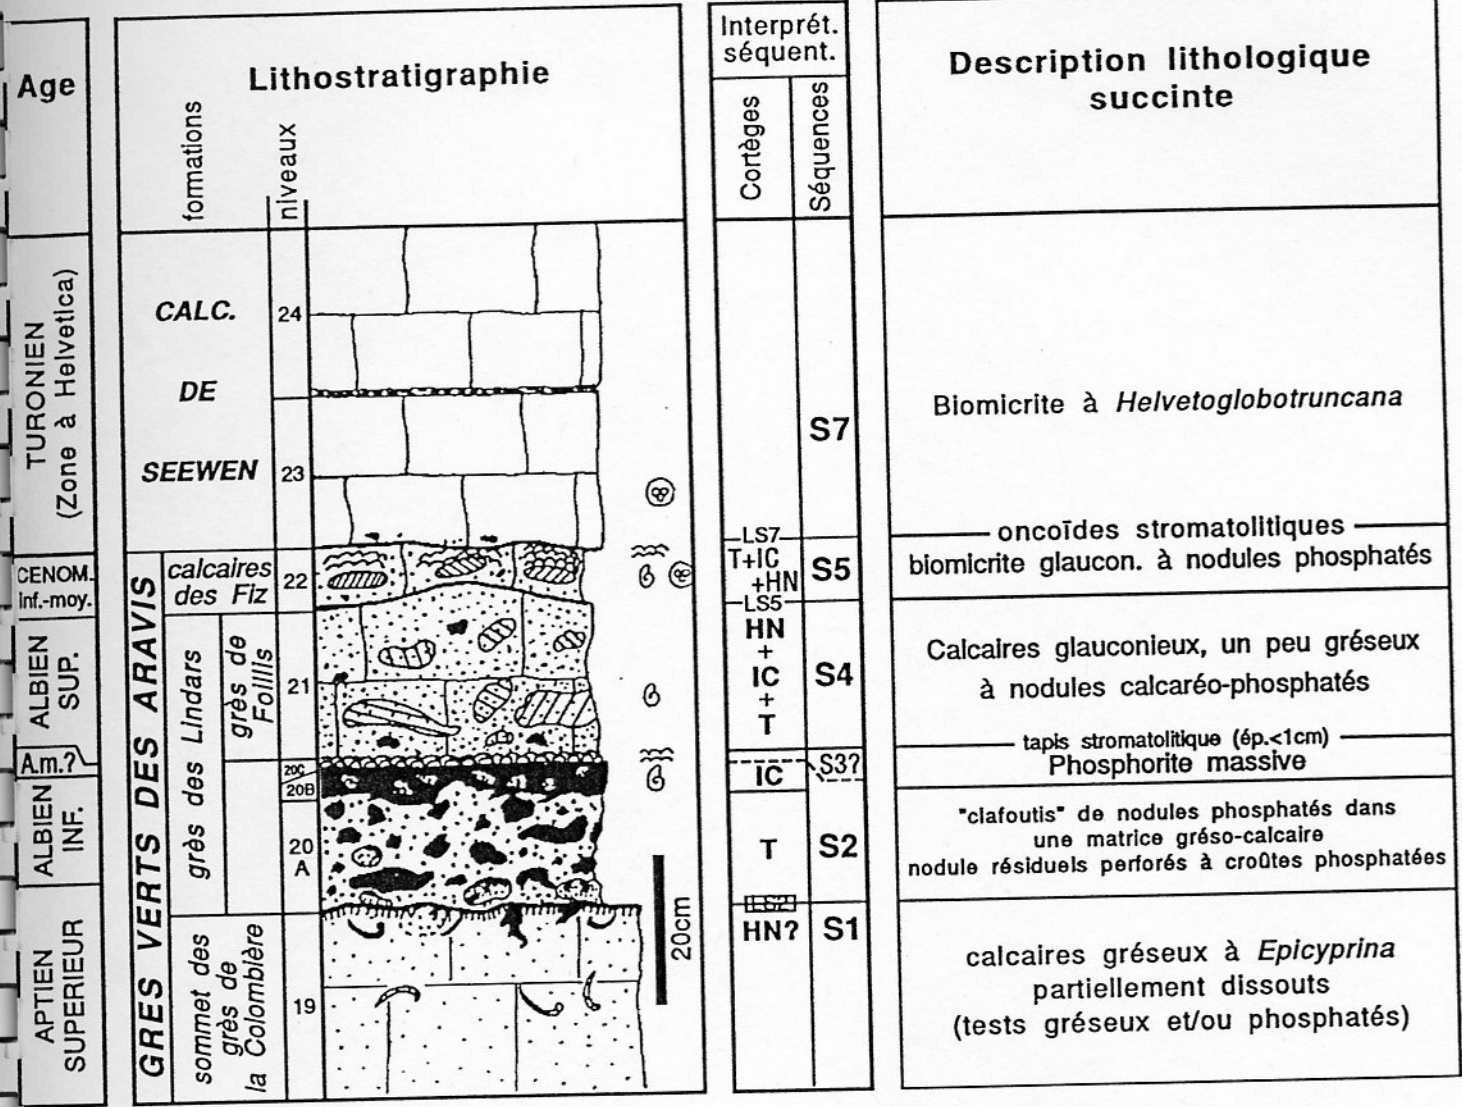 Age
Lithostratigraphie
formations
niveaux
Interprét.
séquent.
Cortèges
Séquences
Description lithologique
succinte
TURONIEN
(Zone à Helvetica)
CENOM.
Inf.-moy.
ALBIEN
SUP.
A.m.?
ALBIEN
INF.
APTIEN
SUPERIEUR
GRES VERTS DES ARAVIS
CALC.
DE
SEEWEN
calcaires
des Fiz
grès des Lindars
grès de
Follis
sommet des
grès de
la Colombière
24
23
22
21
20C
20B
20
A
19
20cm
LS7
T+IC
+HN
LS5
HN
+
IC
+
T
IC
T
LS2
HN?
S7
S5
S4
S3?
S2
S1
Biomicrite à Helvetoglobotruncana
oncoïdes stromatolitiques
biomicrite glaucon. à nodules phosphatés
Calcaires glauconieux, un peu gréseux
à nodules calcaréo-phosphatés
tapis stromatolitique (ép.<1cm)
Phosphorite massive
"clafoutis" de nodules phosphatés dans
une matrice gréso-calcaire
nodule résiduels perforés à croûtes phosphatées
calcaires gréseux à Epicyprina
partiellement dissouts
(tests gréseux et/ou phosphatés)